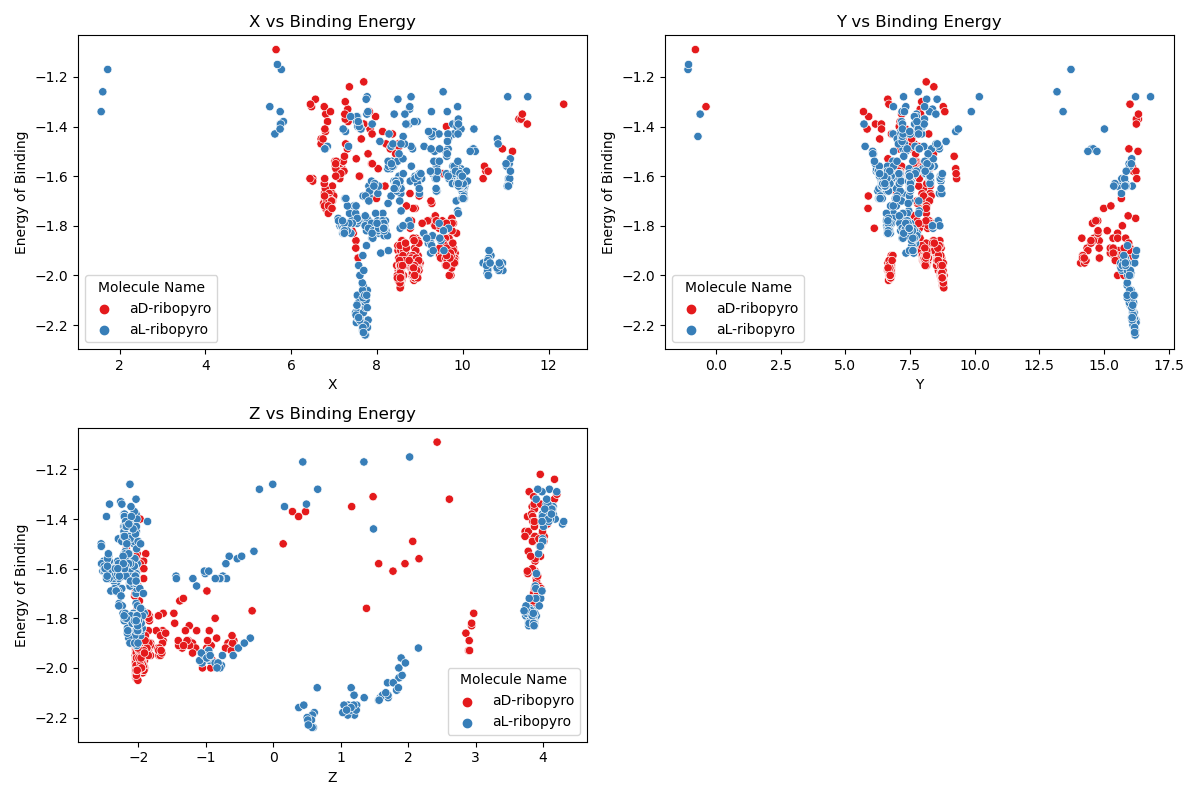 X vs Binding Energy
Energy of Binding
−1.2
−1.4
−1.6
−1.8
−2.0
−2.2
Molecule Name
aD-ribopyro
aL-ribopyro
2 4 6 8 10 12
X
Y vs Binding Energy
Energy of Binding
−1.2
−1.4
−1.6
−1.8
−2.0
−2.2
Molecule Name
aD-ribopyro
aL-ribopyro
0.0 2.5 5.0 7.5 10.0 12.5 15.0 17.5
Y
Z vs Binding Energy
Energy of Binding
−1.2
−1.4
−1.6
−1.8
−2.0
−2.2
Molecule Name
aD-ribopyro
aL-ribopyro
−2 −1 0 1 2 3 4
Z